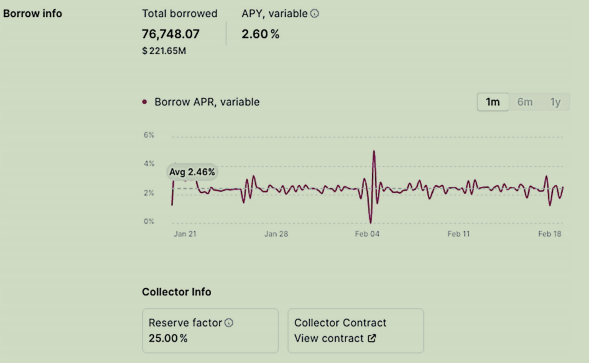 Borrow info
Total borrowed
APY, variable
76,748.07
2.60 %
$ 221.65M
Borrow APR, variable
1m 6m 1y
6%
4%
Avg 2.46%
2%
0%
Jan 21 Jan 28 Feb 04 Feb 11 Feb 18
Collector Info
Reserve factor
25.00 %
Collector Contract
View contract